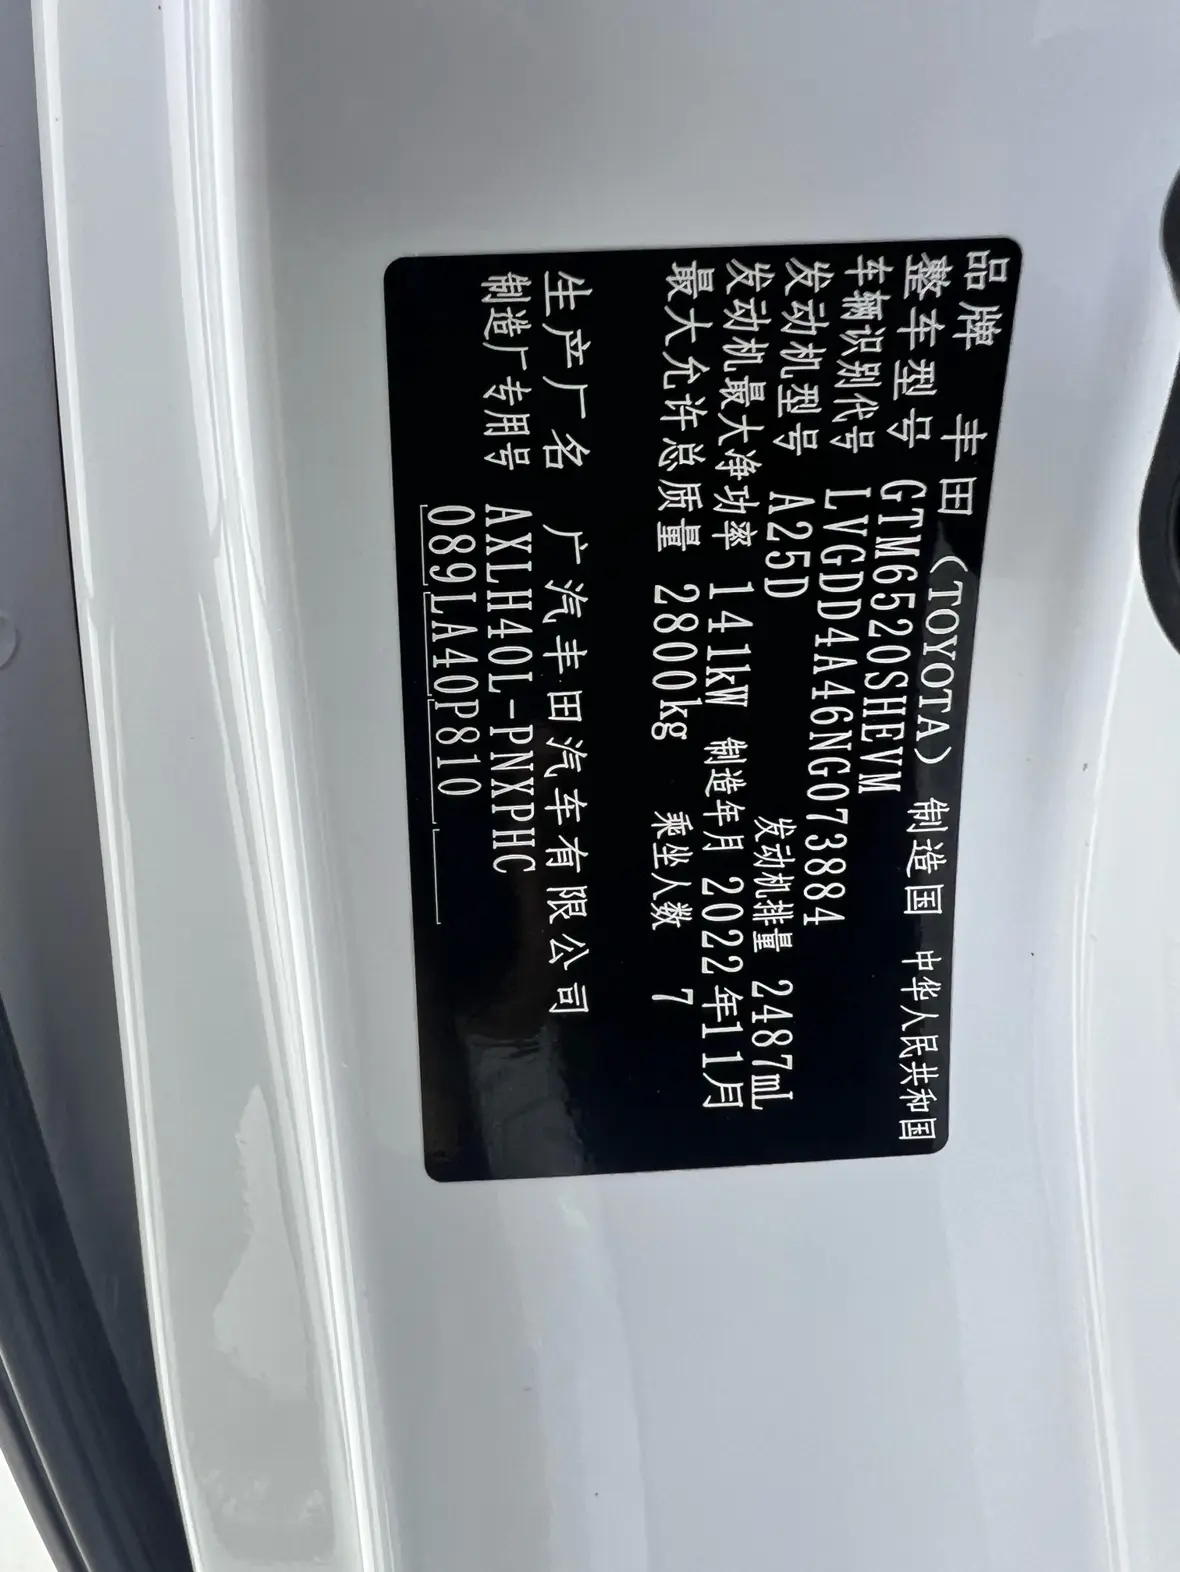 品牌 丰田 (TOYOTA) 制造国 中华人民共和国
整车型号 GTM6520SHEVM
车辆识别代号 LVGDD4A46NG073884
发动机型号 A25D 发动机排量 2487mL
发动机最大净功率 141kW 制造年月 2022年11月
最大允许总质量 2800kg 乘坐人数 7
生产厂名 广汽丰田汽车有限公司
制造厂专用号 AXLH40L-PNXPHC
089LA40P810